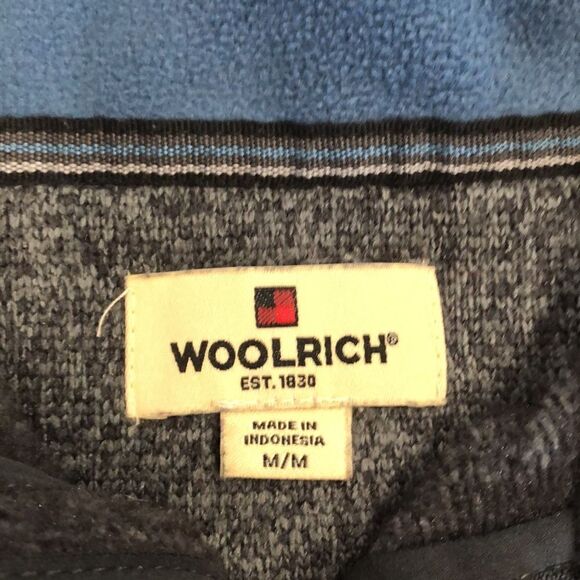 WOOLRICH®
EST. 1830
MADE IN
INDONESIA
M/M